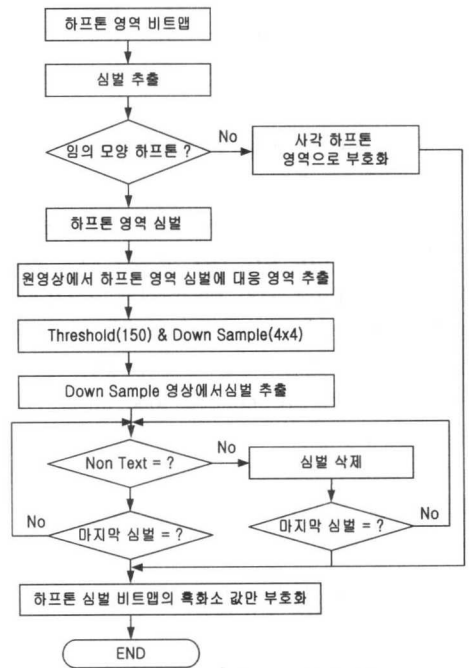 하프톤 영역 비트맵
심벌 추출
임의 모양 하프톤 ?
No
사각 하프톤
영역으로 부호화
하프톤 영역 심벌
원영상에서 하프톤 영역 심벌에 대응 영역 추출
Threshold(150) & Down Sample(4x4)
Down Sample 영상에서심벌 추출
Non Text = ?
No
심벌 삭제
No
마지막 심벌 = ?
마지막 심벌 = ?
No
하프톤 심벌 비트맵의 흑화소 값만 부호화
END